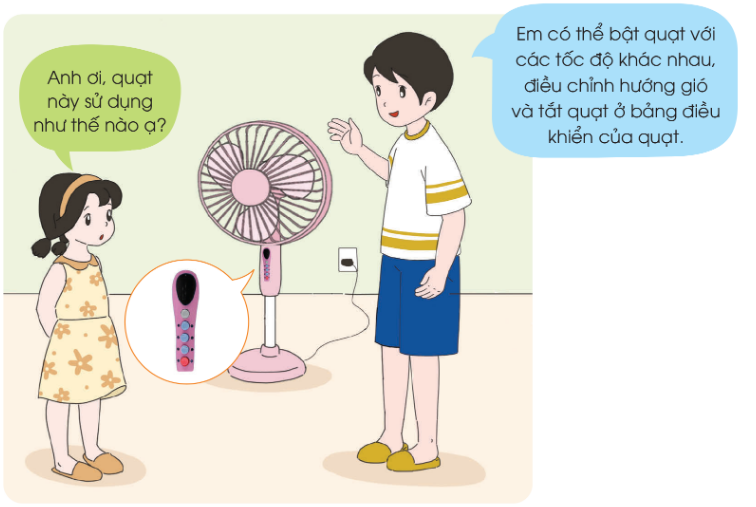 Anh ơi, quạt
này sử dụng
như thế nào ạ?
Em có thể bật quạt với
các tốc độ khác nhau,
điều chỉnh hướng gió
và tắt quạt ở bảng điều
khiển của quạt.